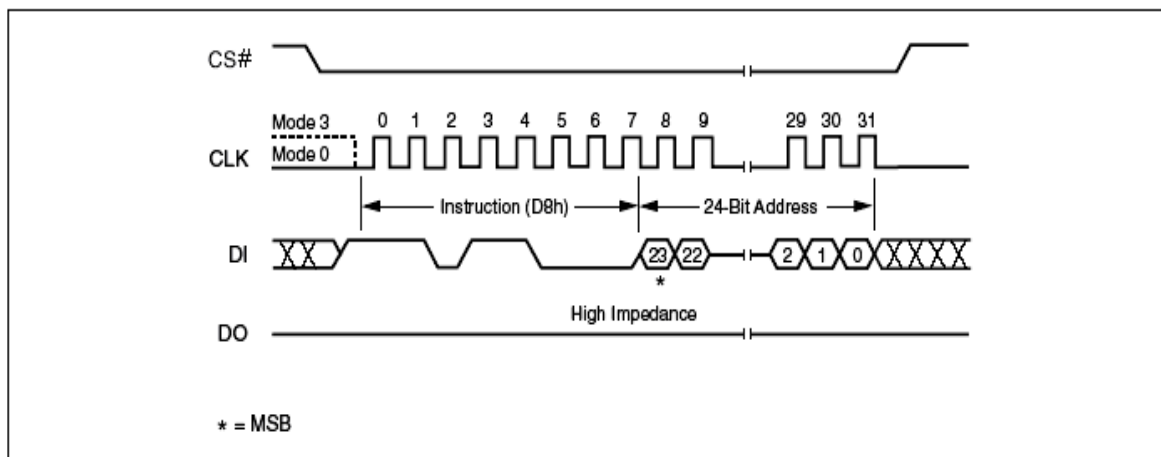 CS#
Mode 3 0 1 2 3 4 5 6 7 8 9 29 30 31
CLK Mode 0
Instruction (D8h) 24-Bit Address
DI 23 22 2 1 0
*
High Impedance
DO
* = MSB